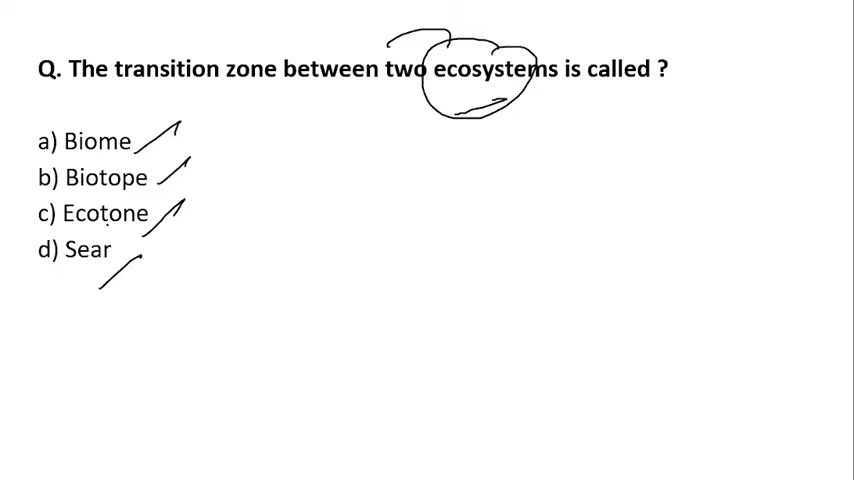 Q. The transition zone between two ecosystems is called ?
a) Biome
b) Biotope
c) Ecotone
d) Sear